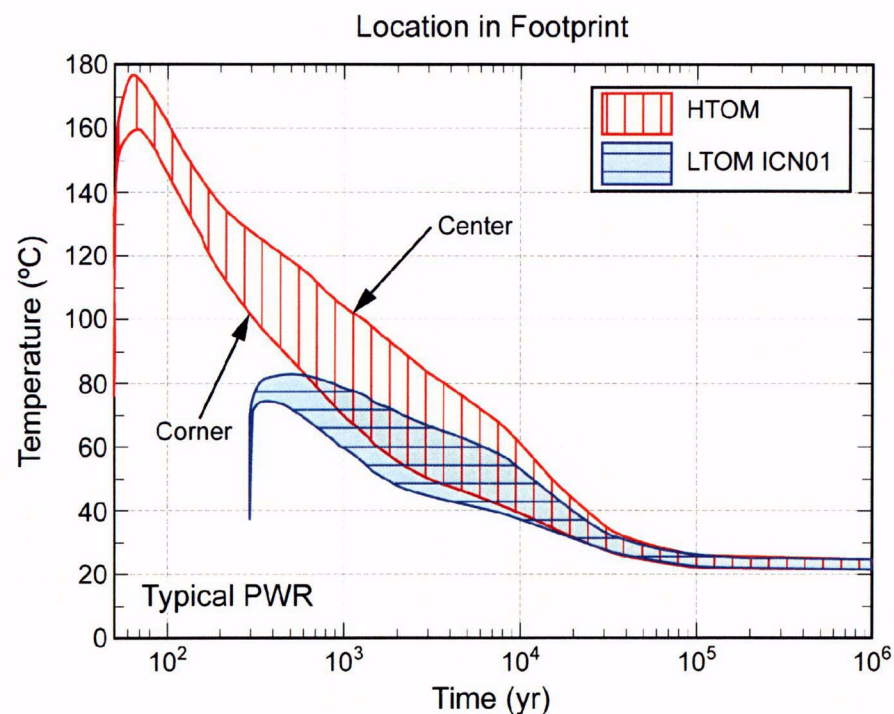 Location in Footprint
180
160
140
120
100
80
60
40
20
0
Temperature (ºC)
HTOM
LTOM ICN01
Center
Corner
Typical PWR
10²
10³
10⁴
10⁵
10⁶
Time (yr)